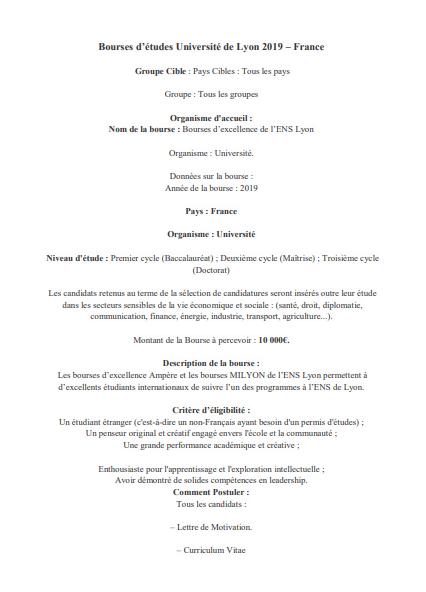 Bourses d'études Université de Lyon 2019 – France
Groupe Cible : Pays Cibles : Tous les pays
Groupe : Tous les groupes
Organisme d'accueil :
Nom de la bourse : Bourses d'excellence de l'ENS Lyon
Organisme : Université.
Données sur la bourse :
Année de la bourse : 2019
Pays : France
Organisme : Université
Niveau d'étude : Premier cycle (Baccalauréat) ; Deuxième cycle (Maîtrise) ; Troisième cycle
(Doctorat)
Les candidats retenus au terme de la sélection de candidatures seront insérés outre leur étude
dans les secteurs sensibles de la vie économique et sociale : (santé, droit, diplomatie,
communication, finance, énergie, industrie, transport, agriculture...).
Montant de la Bourse à percevoir : 10 000€.
Description de la bourse :
Les bourses d'excellence Ampère et les bourses MILYON de l'ENS Lyon permettent à
d'excellents étudiants internationaux de suivre l'un des programmes à l'ENS de Lyon.
Critère d'éligibilité :
Un étudiant étranger (c'est-à-dire un non-Français ayant besoin d'un permis d'études) ;
Un penseur original et créatif engagé envers l'école et la communauté ;
Une grande performance académique et créative ;
Enthousiaste pour l'apprentissage et l'exploration intellectuelle ;
Avoir démontré de solides compétences en leadership.
Comment Postuler :
Tous les candidats :
– Lettre de Motivation.
– Curriculum Vitae